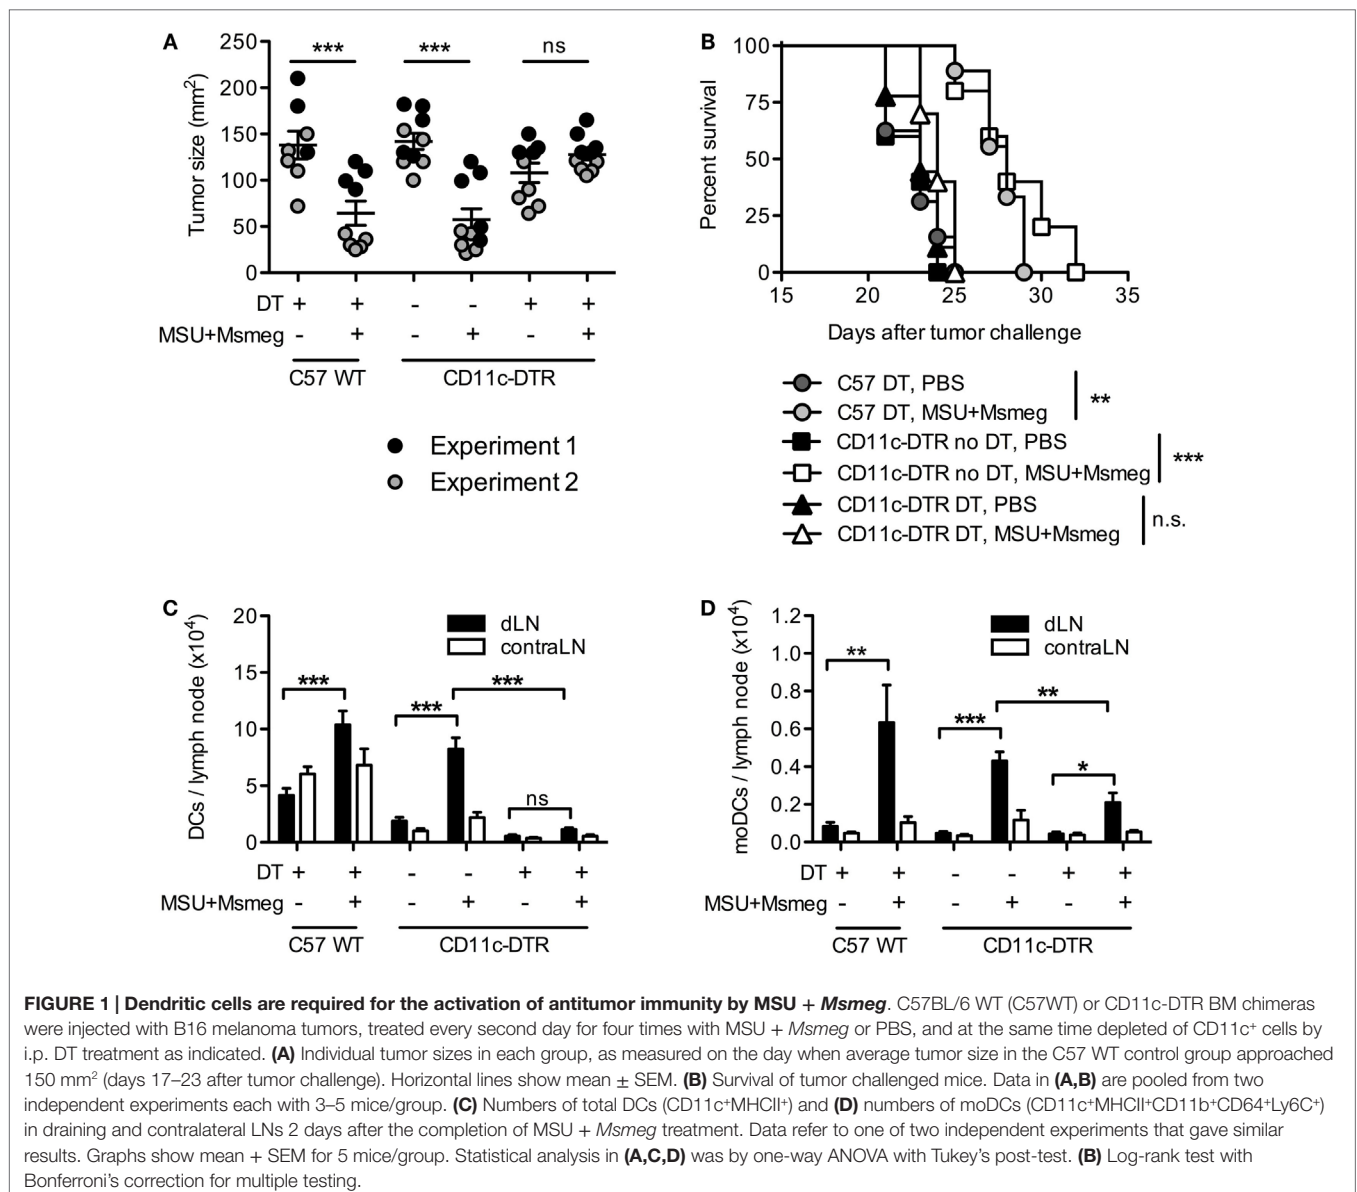 A
250
200
150
100
50
0
Tumor size (mm²)
*** *** ns
DT + + - - + +
MSU+Msmeg - + - + - +
C57 WT CD11c-DTR
Experiment 1
Experiment 2
B
100
75
50
25
0
Percent survival
15 20 25 30 35
Days after tumor challenge
C57 DT, PBS
C57 DT, MSU+Msmeg
**
CD11c-DTR no DT, PBS
CD11c-DTR no DT, MSU+Msmeg
***
CD11c-DTR DT, PBS
CD11c-DTR DT, MSU+Msmeg
n.s.
C
20
15
10
5
0
DCs / lymph node (x10⁴)
dLN
contraLN
*** *** *** ns
DT + + - - + +
MSU+Msmeg - + - + - +
C57 WT CD11c-DTR
D
1.2
1.0
0.8
0.6
0.4
0.2
0.0
moDCs / lymph node (x10⁴)
dLN
contraLN
** *** ** *
DT + + - - + +
MSU+Msmeg - + - + - +
C57 WT CD11c-DTR
FIGURE 1 | Dendritic cells are required for the activation of antitumor immunity by MSU + Msmeg. C57BL/6 WT (C57WT) or CD11c-DTR BM chimeras
were injected with B16 melanoma tumors, treated every second day for four times with MSU + Msmeg or PBS, and at the same time depleted of CD11c⁺ cells by
i.p. DT treatment as indicated. (A) Individual tumor sizes in each group, as measured on the day when average tumor size in the C57 WT control group approached
150 mm² (days 17–23 after tumor challenge). Horizontal lines show mean ± SEM. (B) Survival of tumor challenged mice. Data in (A,B) are pooled from two
independent experiments each with 3–5 mice/group. (C) Numbers of total DCs (CD11c⁺MHCII⁺) and (D) numbers of moDCs (CD11c⁺MHCII⁺CD11b⁺CD64⁺Ly6C⁺)
in draining and contralateral LNs 2 days after the completion of MSU + Msmeg treatment. Data refer to one of two independent experiments that gave similar
results. Graphs show mean + SEM for 5 mice/group. Statistical analysis in (A,C,D) was by one-way ANOVA with Tukey's post-test. (B) Log-rank test with
Bonferroni's correction for multiple testing.